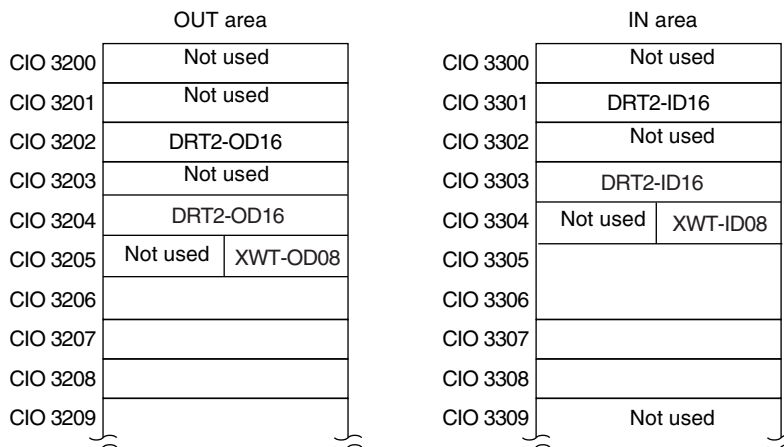 OUT area
CIO 3200 Not used
CIO 3201 Not used
CIO 3202 DRT2-OD16
CIO 3203 Not used
CIO 3204 DRT2-OD16
CIO 3205 Not used XWT-OD08
CIO 3206
CIO 3207
CIO 3208
CIO 3209
IN area
CIO 3300 Not used
CIO 3301 DRT2-ID16
CIO 3302 Not used
CIO 3303 DRT2-ID16
CIO 3304 Not used XWT-ID08
CIO 3305
CIO 3306
CIO 3307
CIO 3308
CIO 3309 Not used